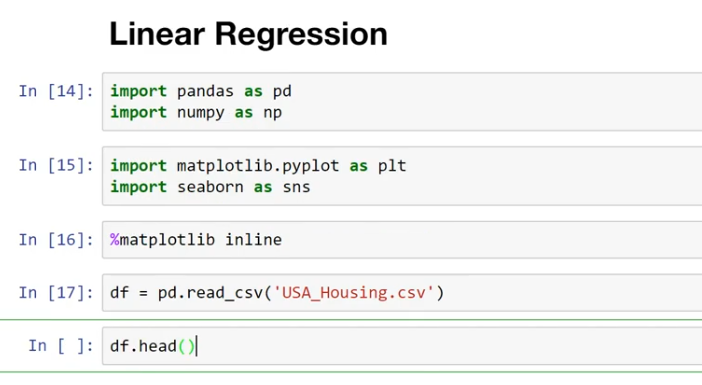 Linear Regression
In [14]: import pandas as pd
import numpy as np
In [15]: import matplotlib.pyplot as plt
import seaborn as sns
In [16]: %matplotlib inline
In [17]: df = pd.read_csv('USA_Housing.csv')
In [ ]: df.head()